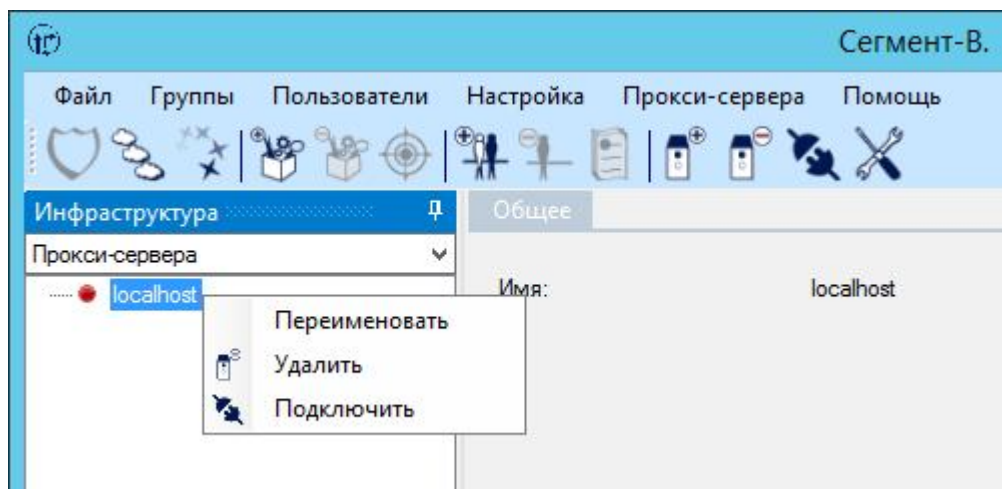 Сегмент-В.
Файл Группы Пользователи Настройка Прокси-сервера Помощь
Инфраструктура
Общее
Прокси-сервера
localhost
Имя: localhost
Переименовать
Удалить
Подключить